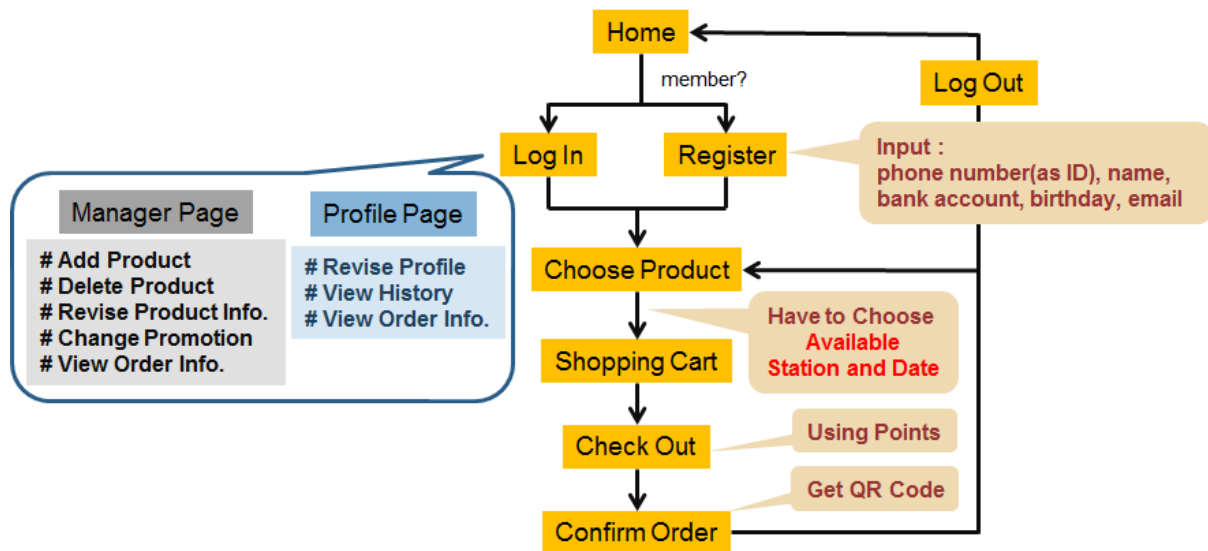 Home
member?
Log Out
Log In
Register
Input :
phone number(as ID), name,
bank account, birthday, email
Manager Page
# Add Product
# Delete Product
# Revise Product Info.
# Change Promotion
# View Order Info.
Profile Page
# Revise Profile
# View History
# View Order Info.
Choose Product
Have to Choose
Available
Station and Date
Shopping Cart
Check Out
Using Points
Get QR Code
Confirm Order